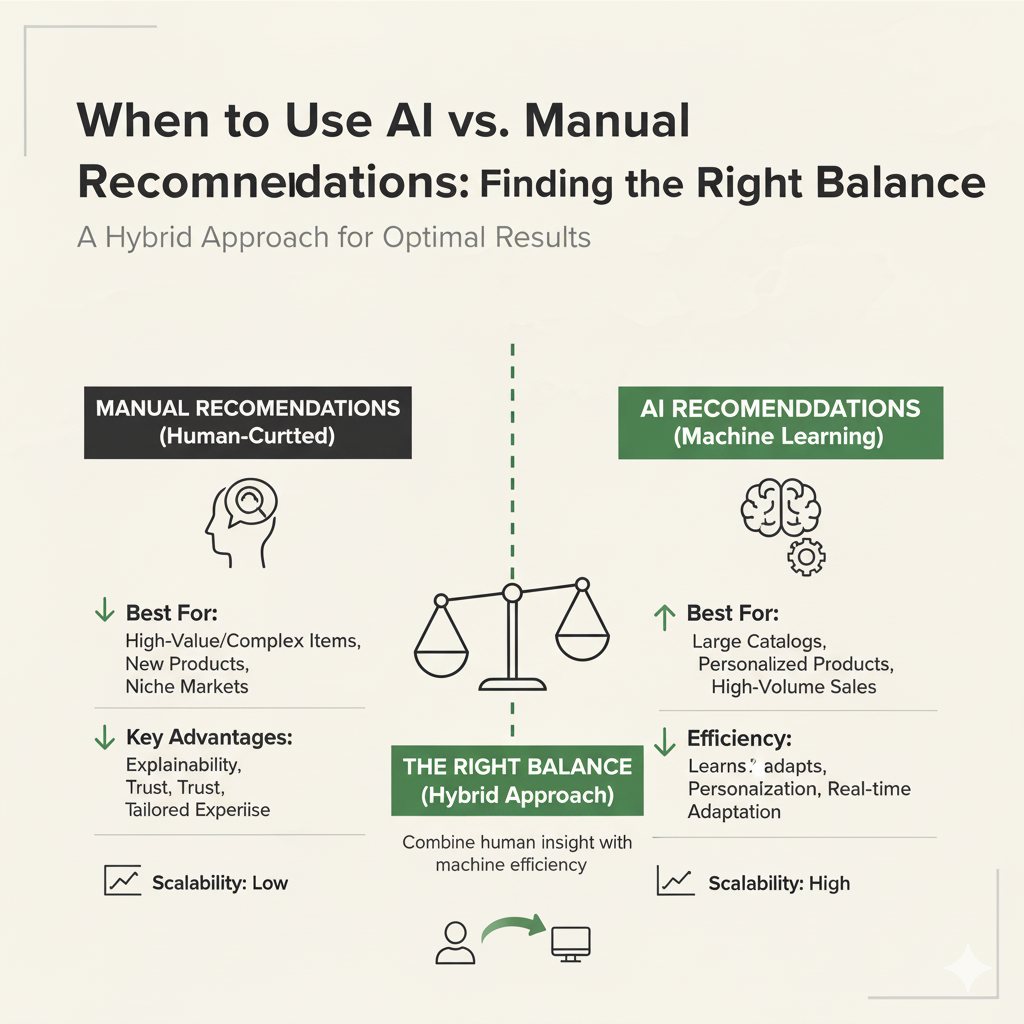 When to Use AI vs. Manual
Recomneıdations: Finding the Right Balance
A Hybrid Approach for Optimal Results
MANUAL RECOMENDATIONS
(Human-Curtted)
Best For:
High-Value/Complex Items,
New Products,
Niche Markets
Key Advantages:
Explainability,
Trust, Trust,
Tailored Experiise
Scalability: Low
THE RIGHT BALANCE
(Hybrid Approach)
Combine human insight with
machine efficiency
AI RECOMENDDATIONS
(Machine Learning)
Best For:
Large Catalogs,
Personalized Products,
High-Volume Sales
Efficiency:
Learns adapts,
Personalzation, Real-time
Adaptation
Scalability: High